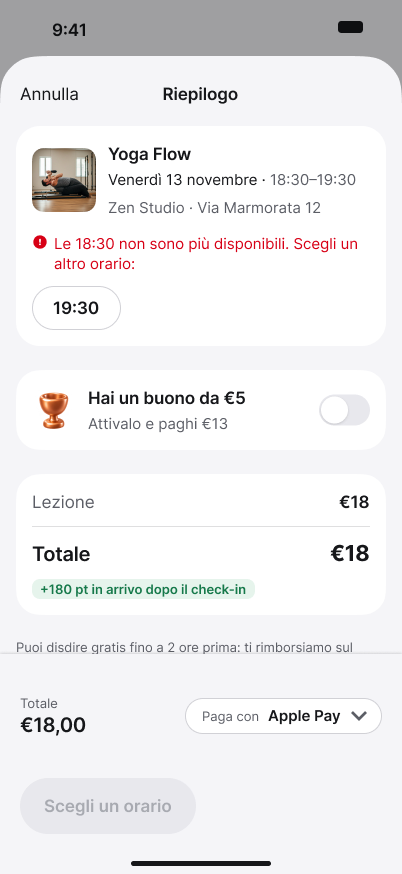 9:41
Annulla
Riepilogo
Yoga Flow
Venerdì 13 novembre · 18:30–19:30
Zen Studio · Via Marmorata 12
Le 18:30 non sono più disponibili. Scegli un
altro orario:
19:30
Hai un buono da €5
Attivalo e paghi €13
Lezione €18
Totale €18
+180 pt in arrivo dopo il check-in
Puoi disdire gratis fino a 2 ore prima: ti rimborsiamo sul
Totale
€18,00
Paga con Apple Pay
Scegli un orario